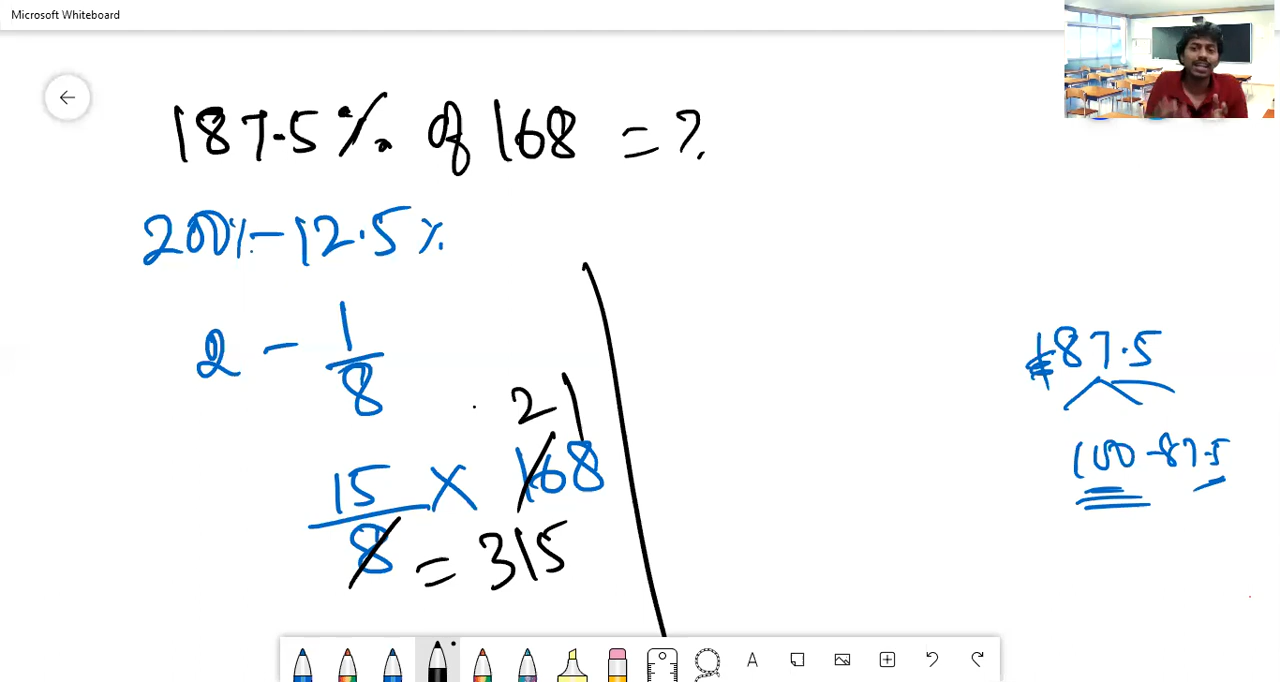 Microsoft Whiteboard
187.5% of 168 = ?
200% - 12.5%
2 - 1/8
15/8 × 168
21
= 315
187.5
100 - 87.5
A